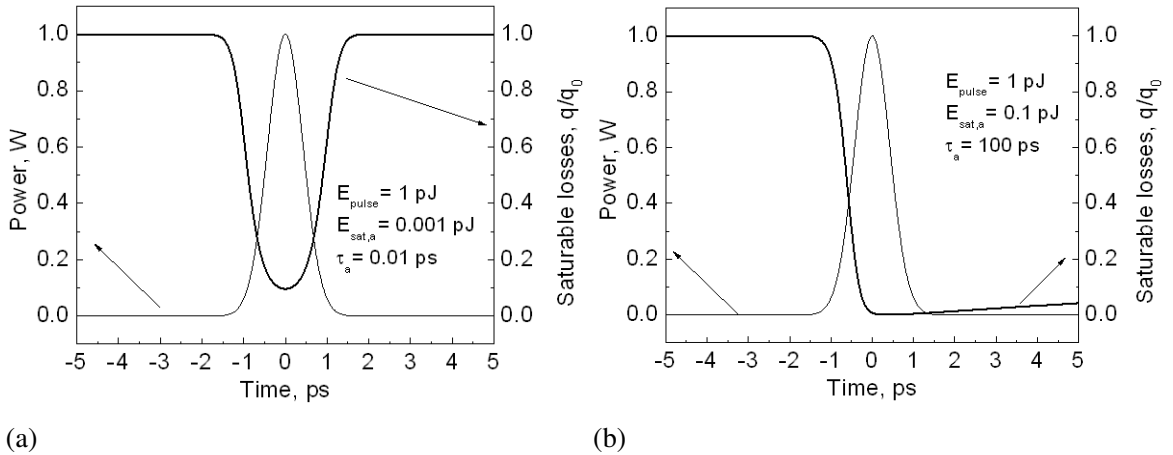 1.0
0.8
0.6
0.4
0.2
0.0
Power, W
1.0
0.8
0.6
0.4
0.2
0.0
Saturable losses, q/q₀
E_pulse = 1 pJ
E_sat,a = 0.001 pJ
τ_a = 0.01 ps
-5 -4 -3 -2 -1 0 1 2 3 4 5
Time, ps
(a)
1.0
0.8
0.6
0.4
0.2
0.0
Power, W
1.0
0.8
0.6
0.4
0.2
0.0
Saturable losses, q/q₀
E_pulse = 1 pJ
E_sat,a = 0.1 pJ
τ_a = 100 ps
-5 -4 -3 -2 -1 0 1 2 3 4 5
Time, ps
(b)